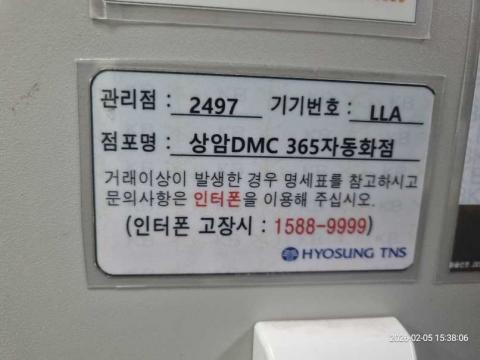 관리점 : 2497 기기번호 : LLA
점포명 : 상암DMC 365자동화점
거래이상이 발생한 경우 명세표를 참고하시고
문의사항은 인터폰을 이용해 주십시오.
(인터폰 고장시 : 1588-9999)
HYOSUNG TNS
2026-02-05 15:38:06